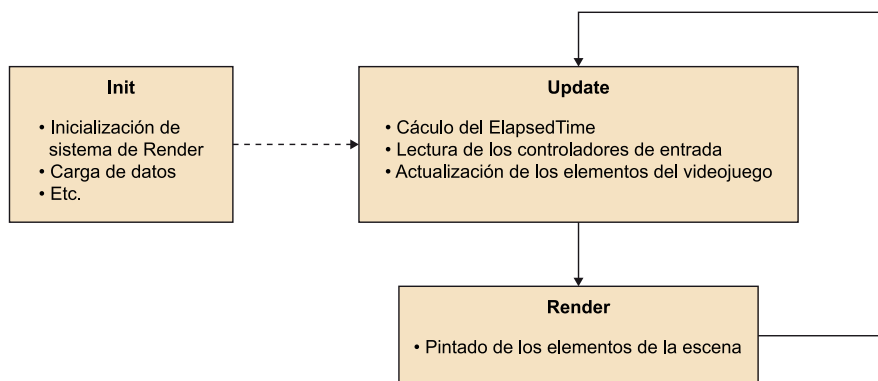 Init
• Inicialización de
sistema de Render
• Carga de datos
• Etc.
Update
• Cáculo del ElapsedTime
• Lectura de los controladores de entrada
• Actualización de los elementos del videojuego
Render
• Pintado de los elementos de la escena